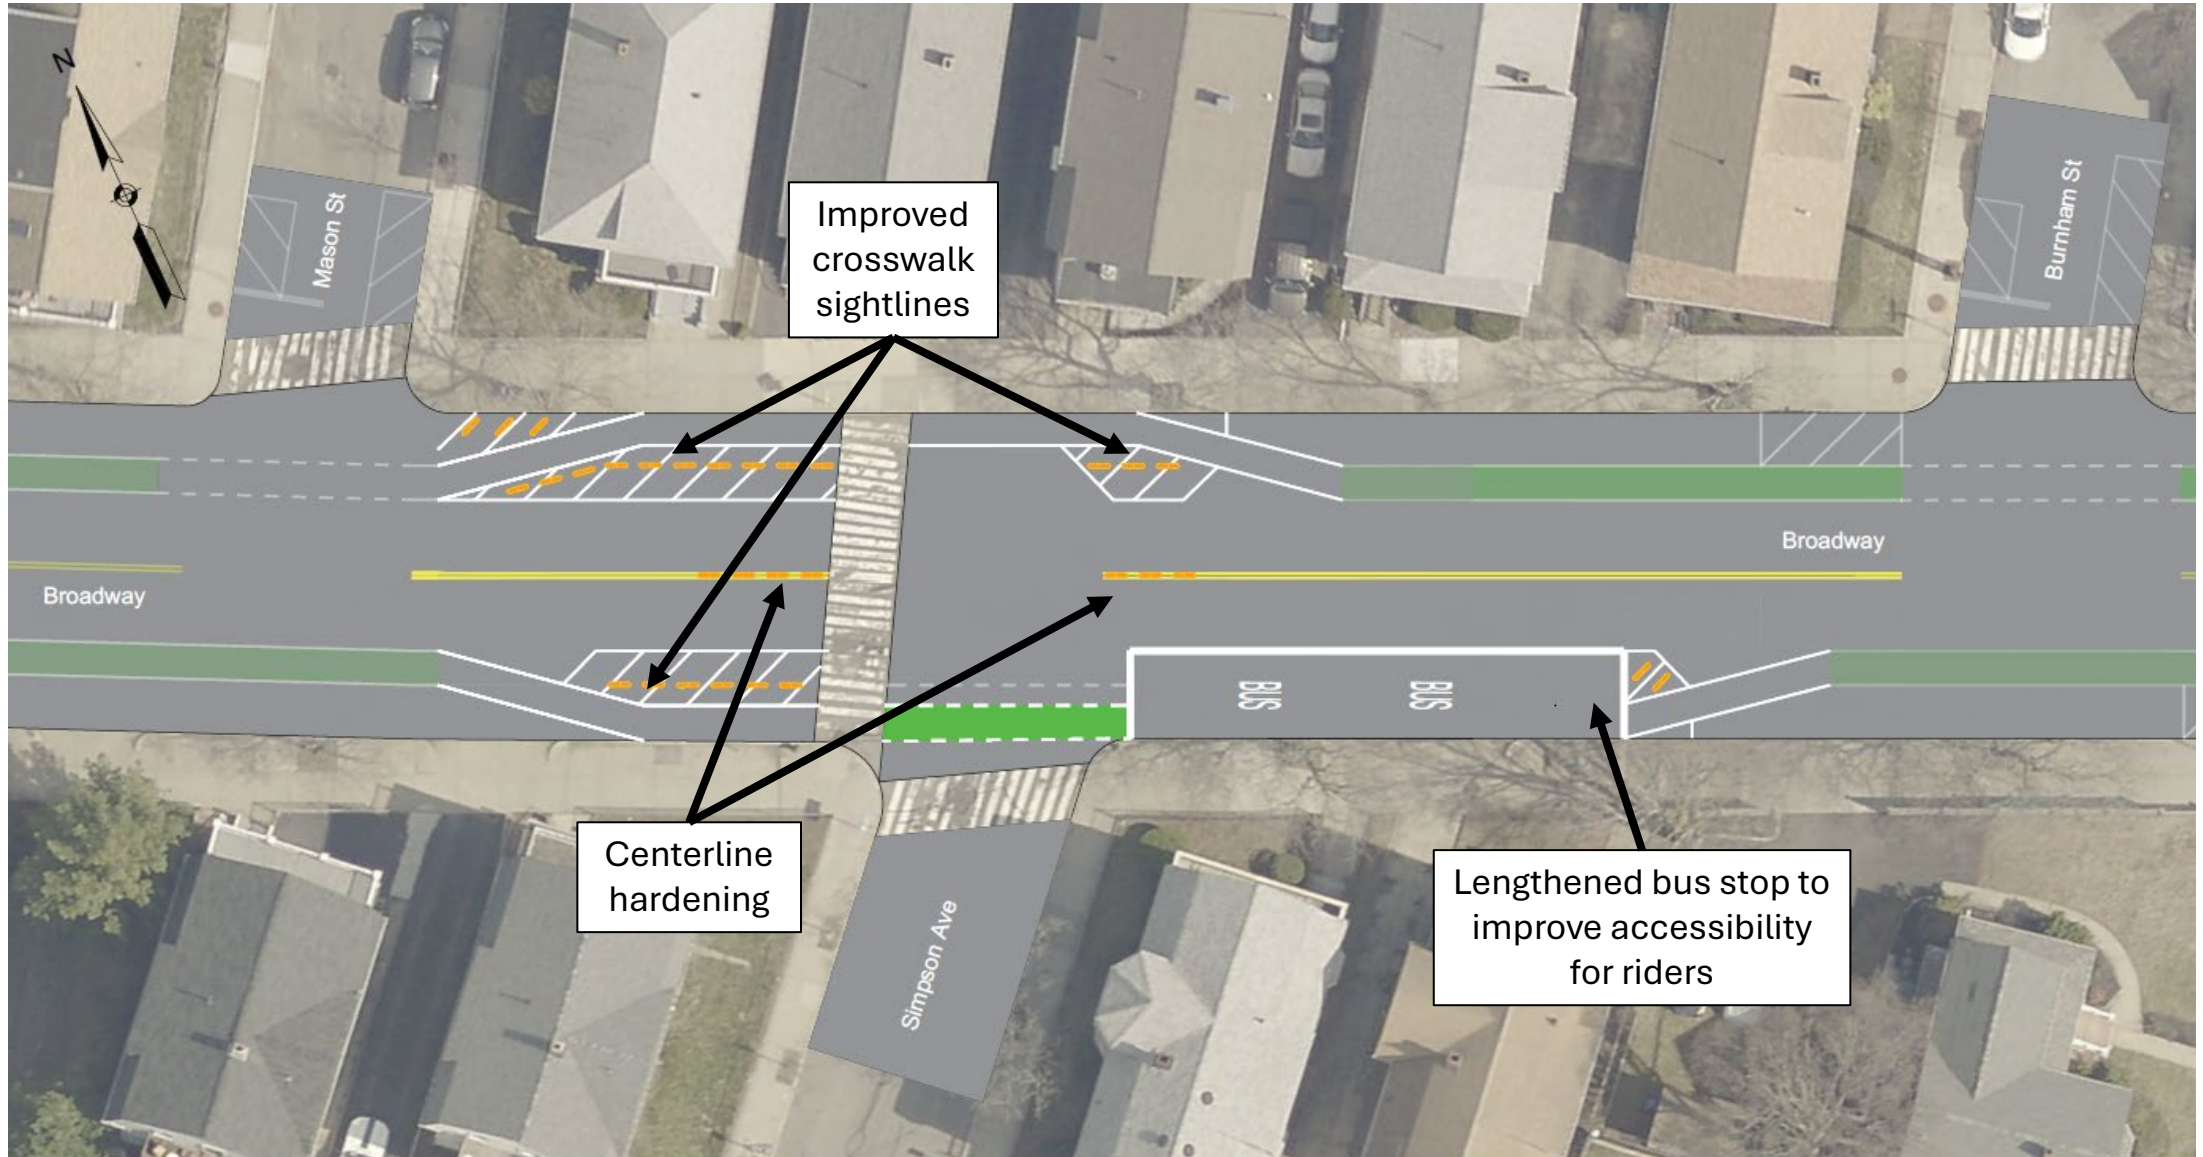 N
Mason St
Burnham St
Improved
crosswalk
sightlines
Broadway
Broadway
BUS
BUS
Centerline
hardening
Lengthened bus stop to
improve accessibility
for riders
Simpson Ave